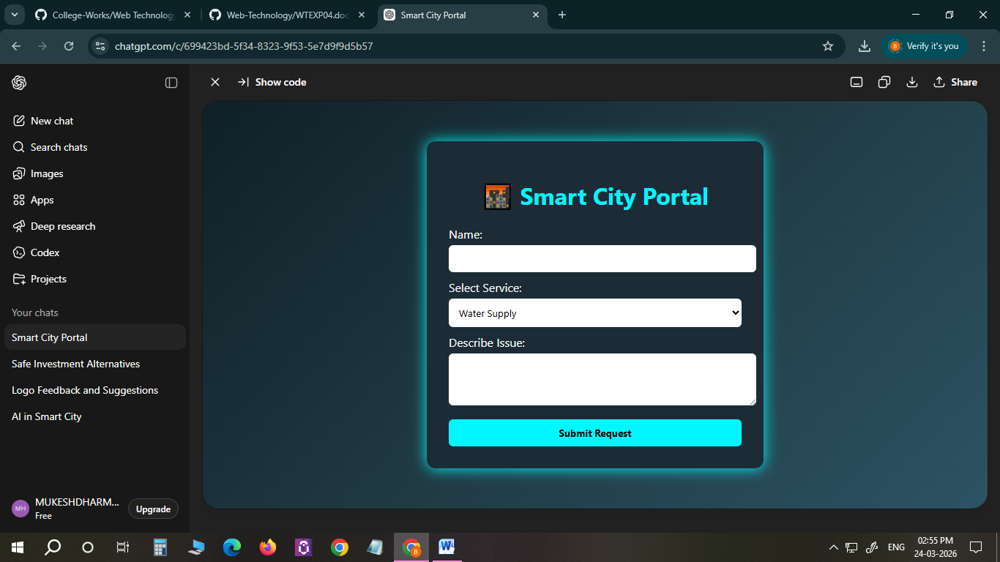 College-Works/Web Technolog
Web-Technology/WTEXP04.doc
Smart City Portal
chatgpt.com/c/699423bd-5f34-8323-9f53-5e7d9f9d5b57
B
Verify it's you
Show code
Share
New chat
Search chats
Images
Apps
Deep research
Codex
Projects
Your chats
Smart City Portal
Safe Investment Alternatives
Logo Feedback and Suggestions
AI in Smart City
MH
MUKESHDHARM...
Free
Upgrade
Smart City Portal
Name:
Select Service:
Water Supply
Describe Issue:
Submit Request
B
W
ENG
02:55 PM
24-03-2026